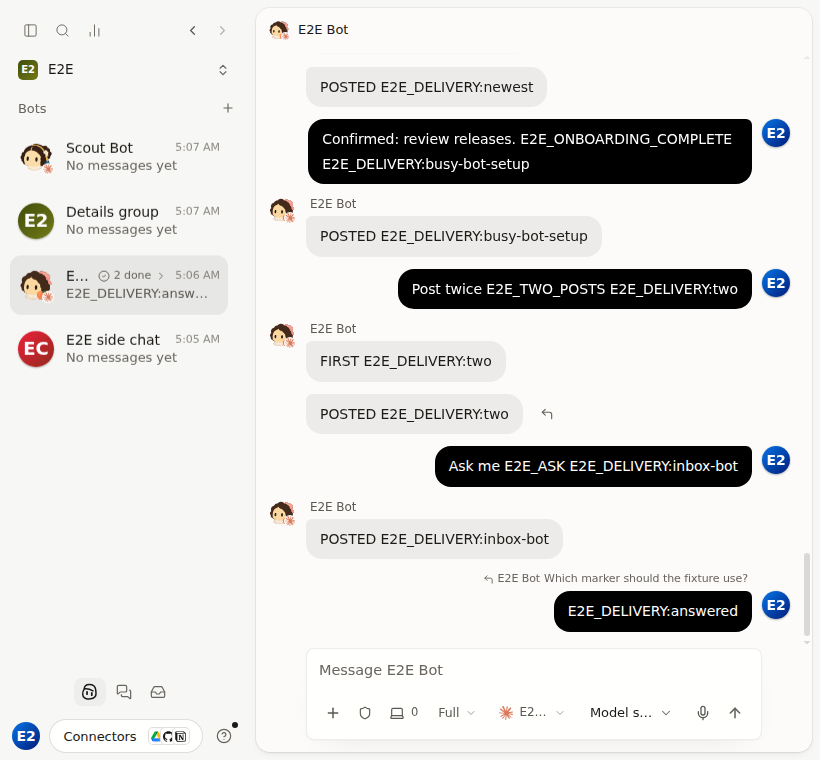 E2E Bot
E2 E2E
Bots
Scout Bot 5:07 AM
No messages yet
E2 Details group 5:07 AM
No messages yet
E... 2 done 5:06 AM
E2E_DELIVERY:answ...
EC E2E side chat 5:05 AM
No messages yet
E2 Connectors
POSTED E2E_DELIVERY:newest
Confirmed: review releases. E2E_ONBOARDING_COMPLETE E2
E2E_DELIVERY:busy-bot-setup
E2E Bot
POSTED E2E_DELIVERY:busy-bot-setup
Post twice E2E_TWO_POSTS E2E_DELIVERY:two E2
E2E Bot
FIRST E2E_DELIVERY:two
POSTED E2E_DELIVERY:two
Ask me E2E_ASK E2E_DELIVERY:inbox-bot E2
E2E Bot
POSTED E2E_DELIVERY:inbox-bot
E2E Bot Which marker should the fixture use?
E2E_DELIVERY:answered E2
Message E2E Bot
0 Full E2... Model s...